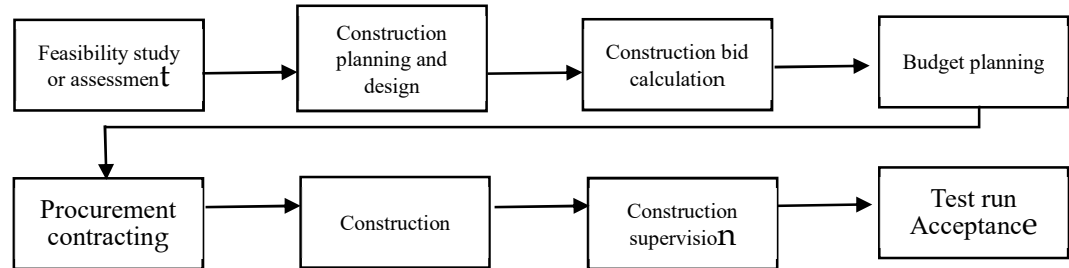 Feasibility study
or assessment
Construction
planning and
design
Construction bid
calculation
Budget planning
Procurement
contracting
Construction
Construction
supervision
Test run
Acceptance